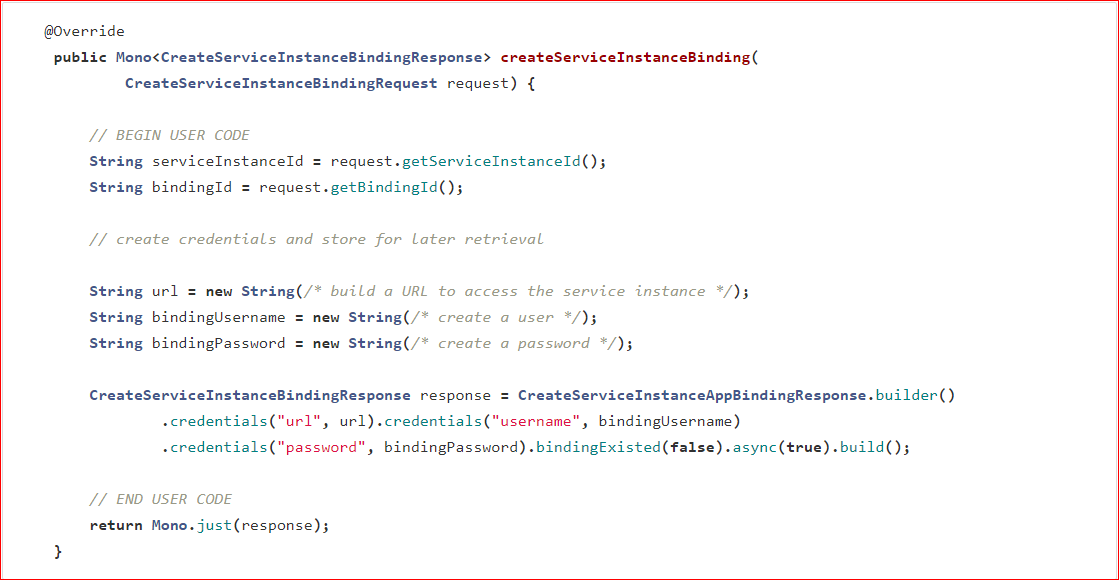 @Override
public Mono<CreateServiceInstanceBindingResponse> createServiceInstanceBinding(
CreateServiceInstanceBindingRequest request) {
// BEGIN USER CODE
String serviceInstanceId = request.getServiceInstanceId();
String bindingId = request.getBindingId();
// create credentials and store for later retrieval
String url = new String(/* build a URL to access the service instance */);
String bindingUsername = new String(/* create a user */);
String bindingPassword = new String(/* create a password */);
CreateServiceInstanceBindingResponse response = CreateServiceInstanceAppBindingResponse.builder()
.credentials("url", url).credentials("username", bindingUsername)
.credentials("password", bindingPassword).bindingExisted(false).async(true).build();
// END USER CODE
return Mono.just(response);
}